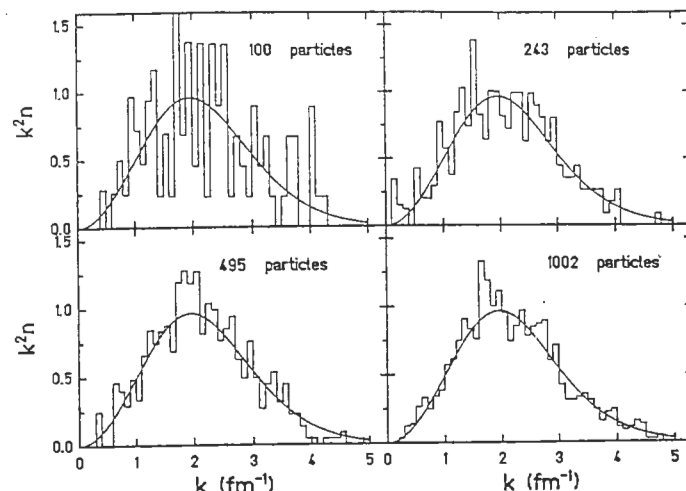 100 particles
243 particles
k²n
1.5
1.0
0.5
0.0
495 particles
1002 particles
k²n
1.5
1.0
0.5
0.0
0 1 2 3 4 5 0 1 2 3 4 5
k (fm⁻¹) k (fm⁻¹)